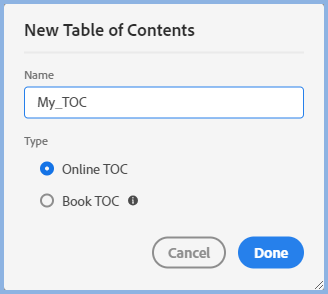 New Table of Contents
Name
My_TOC
Type
Online TOC
Book TOC
Cancel
Done